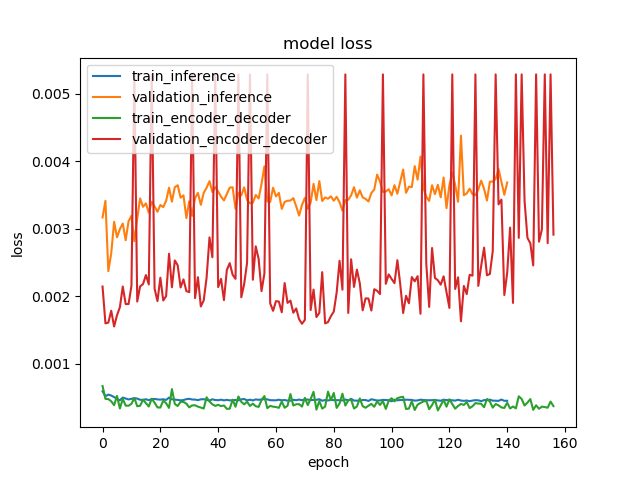 model loss
train_inference
validation_inference
train_encoder_decoder
validation_encoder_decoder
0.005
0.004
0.003
0.002
0.001
loss
0 20 40 60 80 100 120 140 160
epoch